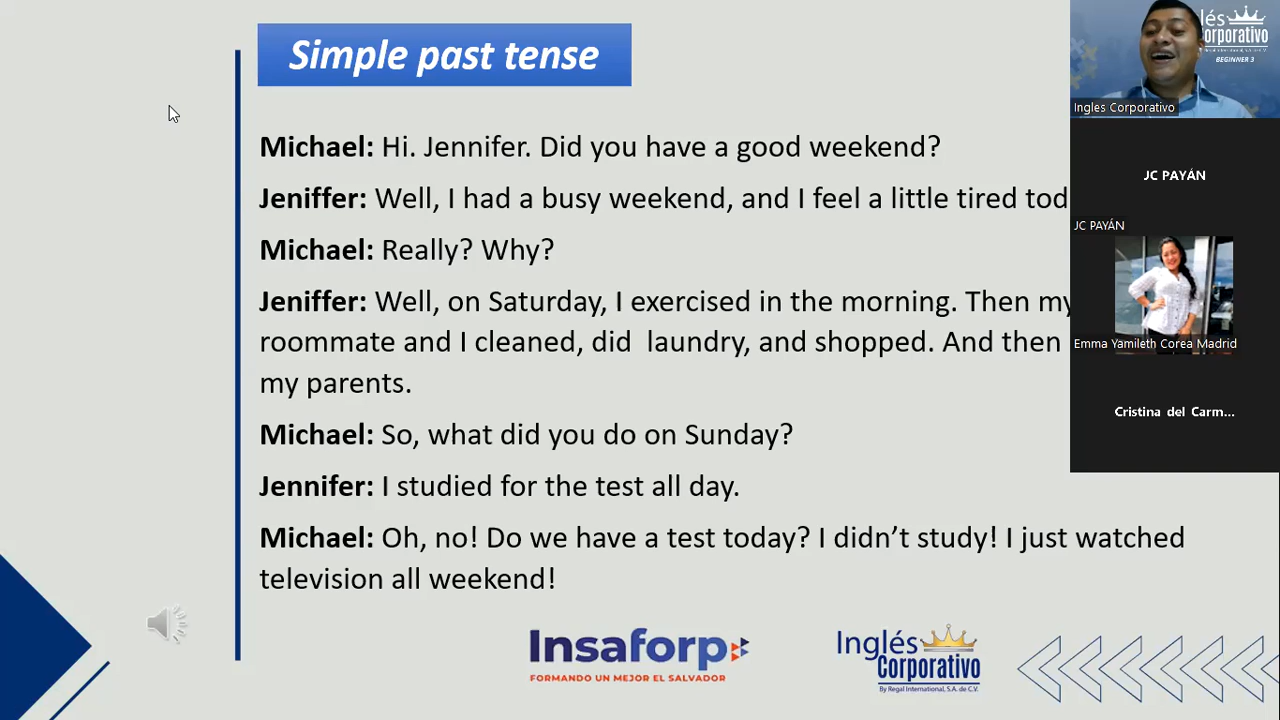 Simple past tense
Michael: Hi. Jennifer. Did you have a good weekend?
Jeniffer: Well, I had a busy weekend, and I feel a little tired tod
Michael: Really? Why?
Jeniffer: Well, on Saturday, I exercised in the morning. Then my
roommate and I cleaned, did laundry, and shopped. And then
my parents.
Michael: So, what did you do on Sunday?
Jennifer: I studied for the test all day.
Michael: Oh, no! Do we have a test today? I didn’t study! I just watched
television all weekend!
Insaforp
FORMANDO UN MEJOR EL SALVADOR
Inglés
Corporativo
By Regal International, S.A. de C.V.
lés
orporativo
BEGINNER 3
Ingles Corporativo
JC PAYÁN
JC PAYÁN
Emma Yamileth Corea Madrid
Cristina del Carm...